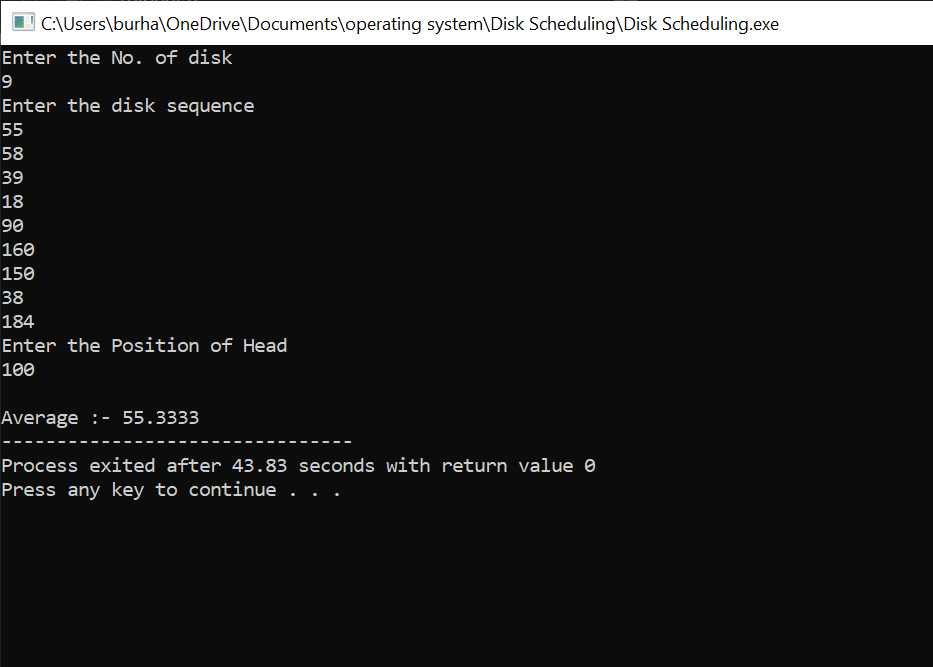 C:\Users\burha\OneDrive\Documents\operating system\Disk Scheduling\Disk Scheduling.exe
Enter the No. of disk
9
Enter the disk sequence
55
58
39
18
90
160
150
38
184
Enter the Position of Head
100
Average :- 55.3333
--------------------------------
Process exited after 43.83 seconds with return value 0
Press any key to continue . . .